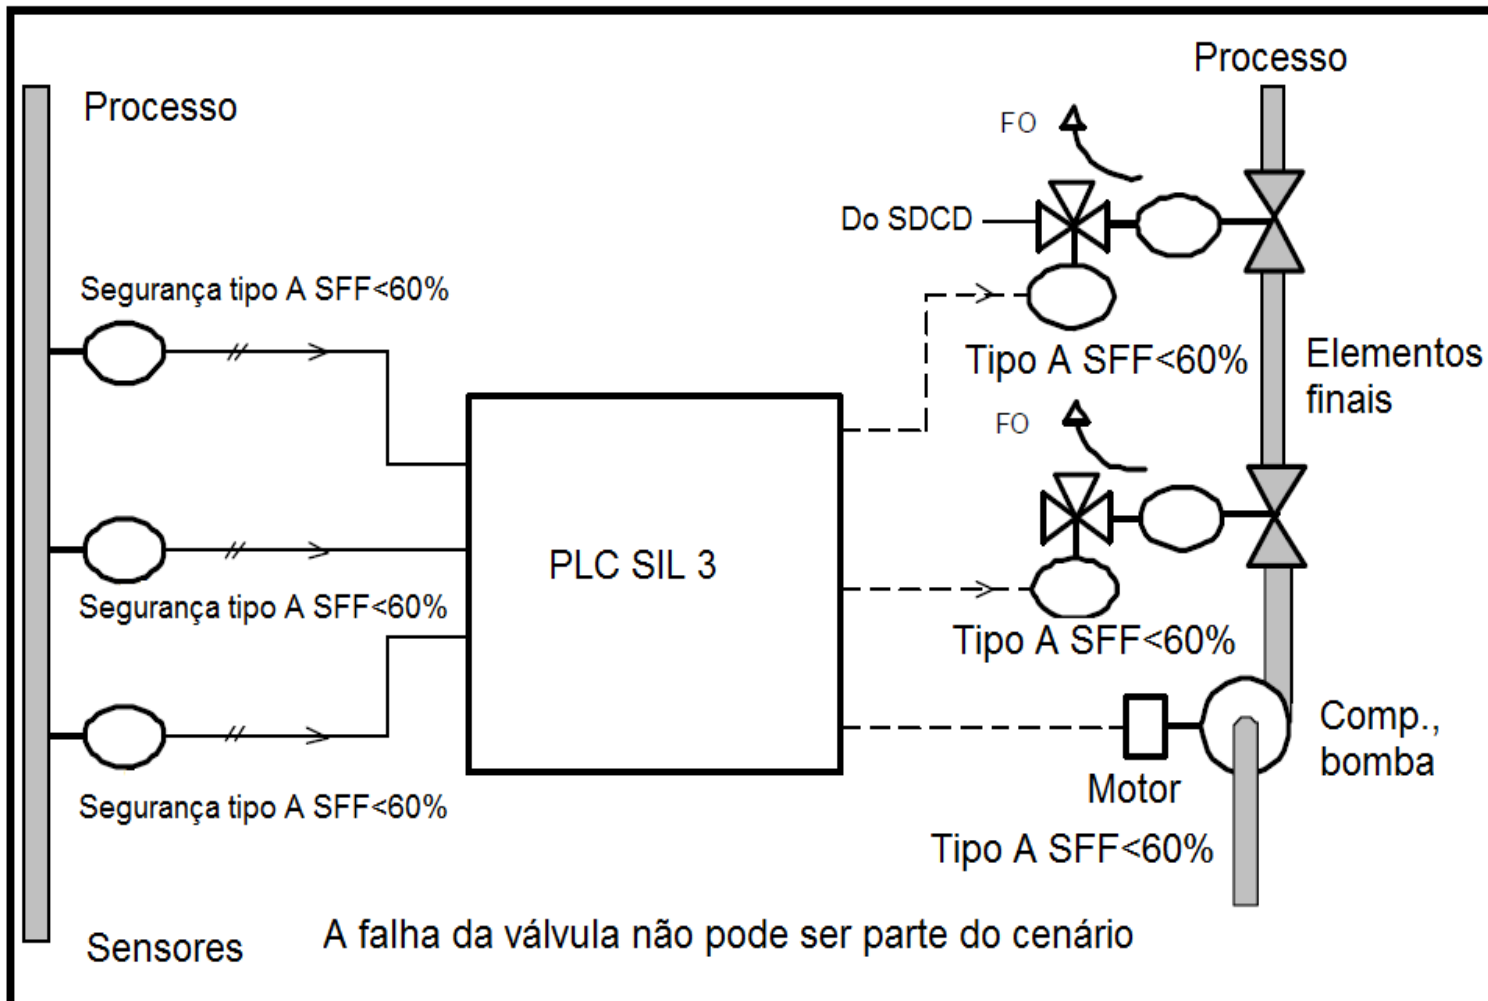 Processo
Processo
FO
Do SDCD
Segurança tipo A SFF<60%
Tipo A SFF<60%
Elementos
finais
FO
PLC SIL 3
Segurança tipo A SFF<60%
Tipo A SFF<60%
Comp.,
bomba
Motor
Segurança tipo A SFF<60%
Tipo A SFF<60%
Sensores
A falha da válvula não pode ser parte do cenário